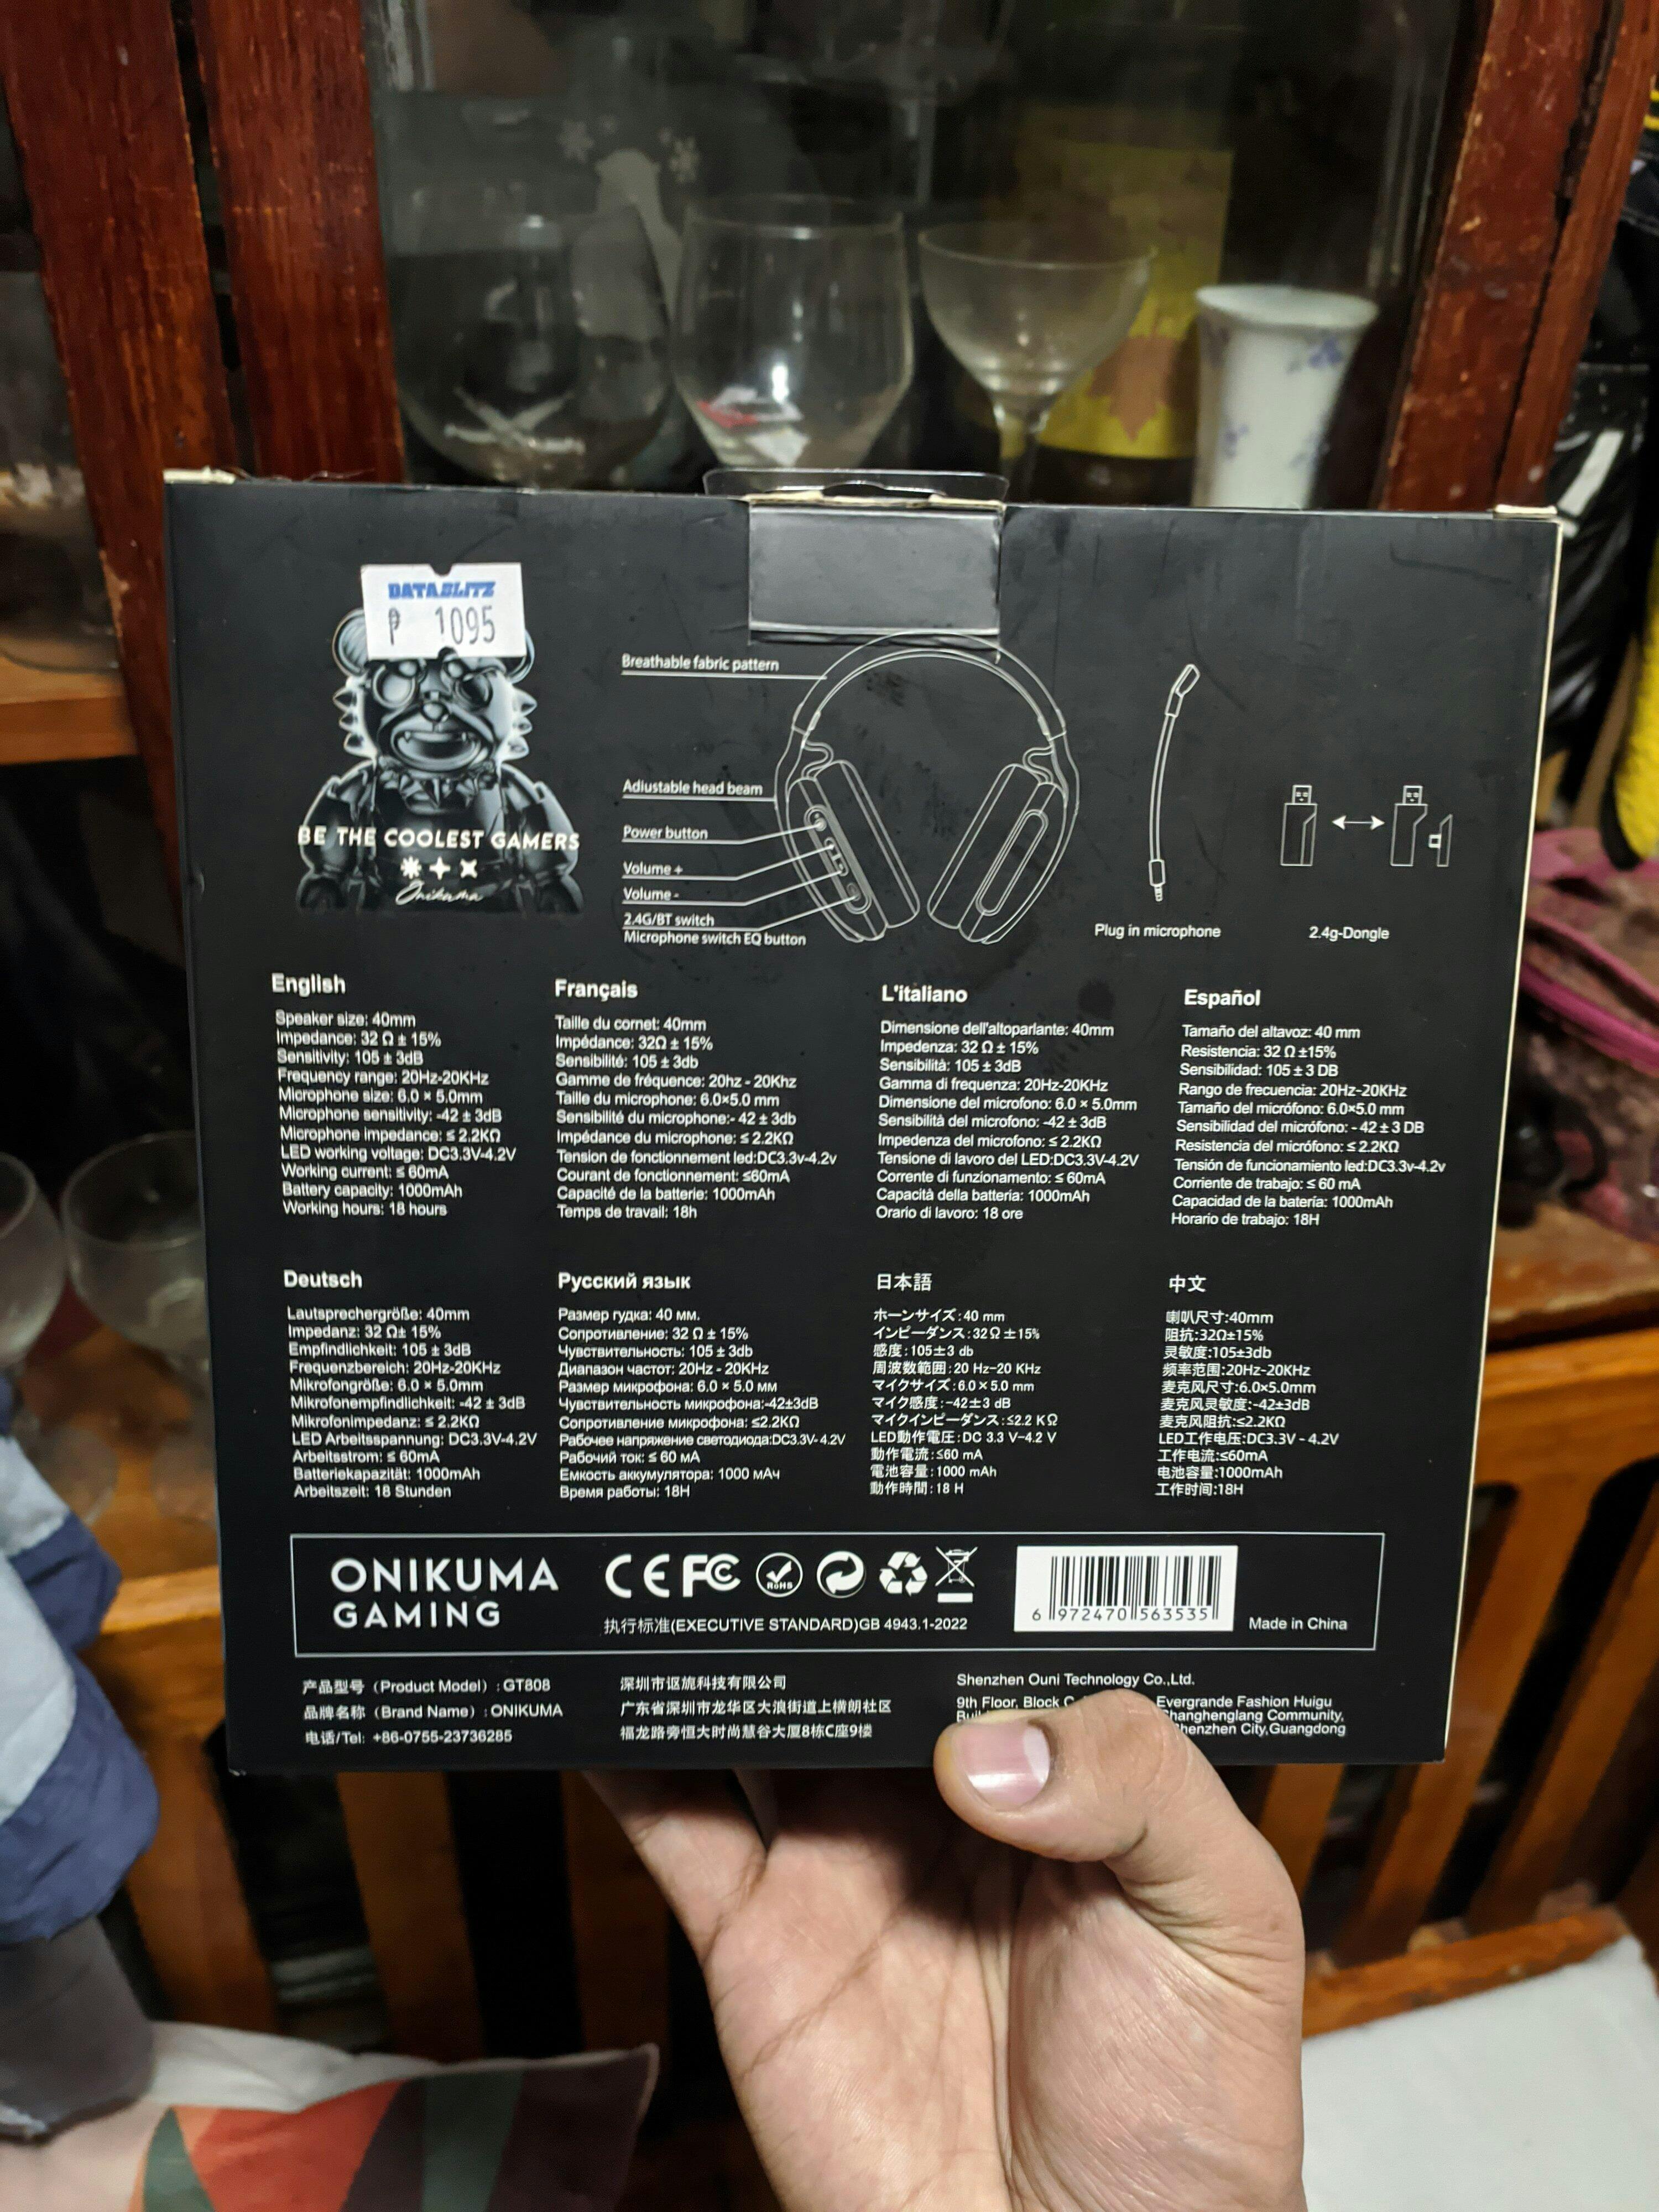 DATABLITZ
₱ 1095
BE THE COOLEST GAMERS
Onikuma
Breathable fabric pattern
Adiustable head beam
Power button
Volume +
Volume -
2.4G/BT switch
Microphone switch EQ button
Plug in microphone
2.4g-Dongle
English
Speaker size: 40mm
Impedance: 32 Ω ± 15%
Sensitivity: 105 ± 3dB
Frequency range: 20Hz-20KHz
Microphone size: 6.0 × 5.0mm
Microphone sensitivity: -42 ± 3dB
Microphone impedance: ≤ 2.2KΩ
LED working voltage: DC3.3V-4.2V
Working current: ≤ 60mA
Battery capacity: 1000mAh
Working hours: 18 hours
Français
Taille du cornet: 40mm
Impédance: 32Ω ± 15%
Sensibilité: 105 ± 3db
Gamme de fréquence: 20hz - 20Khz
Taille du microphone: 6.0×5.0 mm
Sensibilité du microphone:- 42 ± 3db
Impédance du microphone: ≤ 2.2KΩ
Tension de fonctionnement led:DC3.3v-4.2v
Courant de fonctionnement: ≤60mA
Capacité de la batterie: 1000mAh
Temps de travail: 18h
L'italiano
Dimensione dell'altoparlante: 40mm
Impedenza: 32 Ω ± 15%
Sensibilità: 105 ± 3dB
Gamma di frequenza: 20Hz-20KHz
Dimensione del microfono: 6.0 × 5.0mm
Sensibilità del microfono: -42 ± 3dB
Impedenza del microfono: ≤ 2.2KΩ
Tensione di lavoro del LED:DC3.3V-4.2V
Corrente di funzionamento: ≤ 60mA
Capacità della batteria: 1000mAh
Orario di lavoro: 18 ore
Español
Tamaño del altavoz: 40 mm
Resistencia: 32 Ω ±15%
Sensibilidad: 105 ± 3 DB
Rango de frecuencia: 20Hz-20KHz
Tamaño del micrófono: 6.0×5.0 mm
Sensibilidad del micrófono: - 42 ± 3 DB
Resistencia del micrófono: ≤ 2.2KΩ
Tensión de funcionamiento led:DC3.3v-4.2v
Corriente de trabajo: ≤ 60 mA
Capacidad de la batería: 1000mAh
Horario de trabajo: 18H
Deutsch
Lautsprechergröße: 40mm
Impedanz: 32 Ω± 15%
Empfindlichkeit: 105 ± 3dB
Frequenzbereich: 20Hz-20KHz
Mikrofongröße: 6.0 × 5.0mm
Mikrofonempfindlichkeit: -42 ± 3dB
Mikrofonimpedanz: ≤ 2.2KΩ
LED Arbeitsspannung: DC3.3V-4.2V
Arbeitsstrom: ≤ 60mA
Batteriekapazität: 1000mAh
Arbeitszeit: 18 Stunden
Русский язык
Размер гудка: 40 мм.
Сопротивление: 32 Ω ± 15%
Чувствительность: 105 ± 3db
Диапазон частот: 20Hz - 20KHz
Размер микрофона: 6.0 × 5.0 мм
Чувствительность микрофона:-42±3dB
Сопротивление микрофона: ≤2.2KΩ
Рабочее напряжение светодиода:DC3.3V- 4.2V
Рабочий ток: ≤ 60 мА
Емкость аккумулятора: 1000 мАч
Время работы: 18H
日本語
ホーンサイズ:40 mm
インピーダンス:32Ω±15%
感度:105±3 db
周波数範囲:20 Hz-20 KHz
マイクサイズ:6.0×5.0 mm
マイク感度:-42±3 dB
マイクインピーダンス:≤2.2 KΩ
LED動作電圧:DC 3.3 V-4.2 V
動作電流:≤60 mA
電池容量:1000 mAh
動作時間:18 H
中文
喇叭尺寸:40mm
阻抗:32Ω±15%
灵敏度:105±3db
频率范围:20Hz-20KHz
麦克风尺寸:6.0×5.0mm
麦克风灵敏度:-42±3dB
麦克风阻抗:≤2.2KΩ
LED工作电压:DC3.3V - 4.2V
工作电流:≤60mA
电池容量:1000mAh
工作时间:18H
ONIKUMA
GAMING
CE FC RoHS
执行标准(EXECUTIVE STANDARD)GB 4943.1-2022
6 972470 563535
Made in China
产品型号 (Product Model) : GT808
品牌名称 (Brand Name) : ONIKUMA
电话/Tel: +86-0755-23736285
深圳市讴旎科技有限公司
广东省深圳市龙华区大浪街道上横朗社区
福龙路旁恒大时尚慧谷大厦8栋C座9楼
Shenzhen Ouni Technology Co.,Ltd.
9th Floor, Block Evergrande Fashion Huigu
Shanghenglang Community,
Shenzhen City,Guangdong